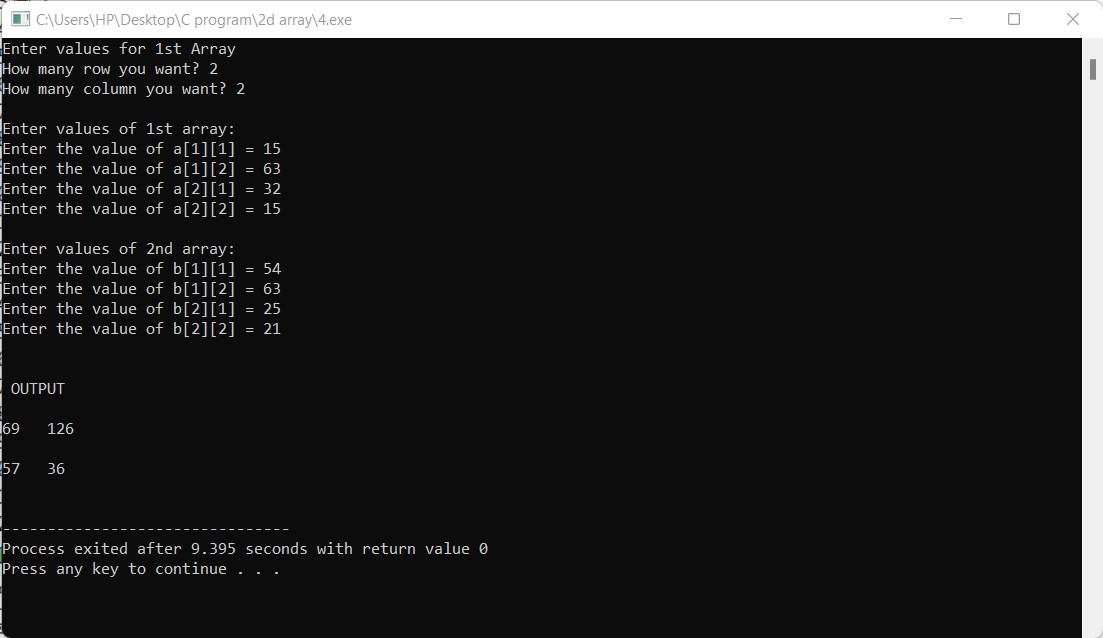 C:\Users\HP\Desktop\C program\2d array\4.exe
Enter values for 1st Array
How many row you want? 2
How many column you want? 2
Enter values of 1st array:
Enter the value of a[1][1] = 15
Enter the value of a[1][2] = 63
Enter the value of a[2][1] = 32
Enter the value of a[2][2] = 15
Enter values of 2nd array:
Enter the value of b[1][1] = 54
Enter the value of b[1][2] = 63
Enter the value of b[2][1] = 25
Enter the value of b[2][2] = 21
OUTPUT
69   126
57   36
--------------------------------
Process exited after 9.395 seconds with return value 0
Press any key to continue . . .